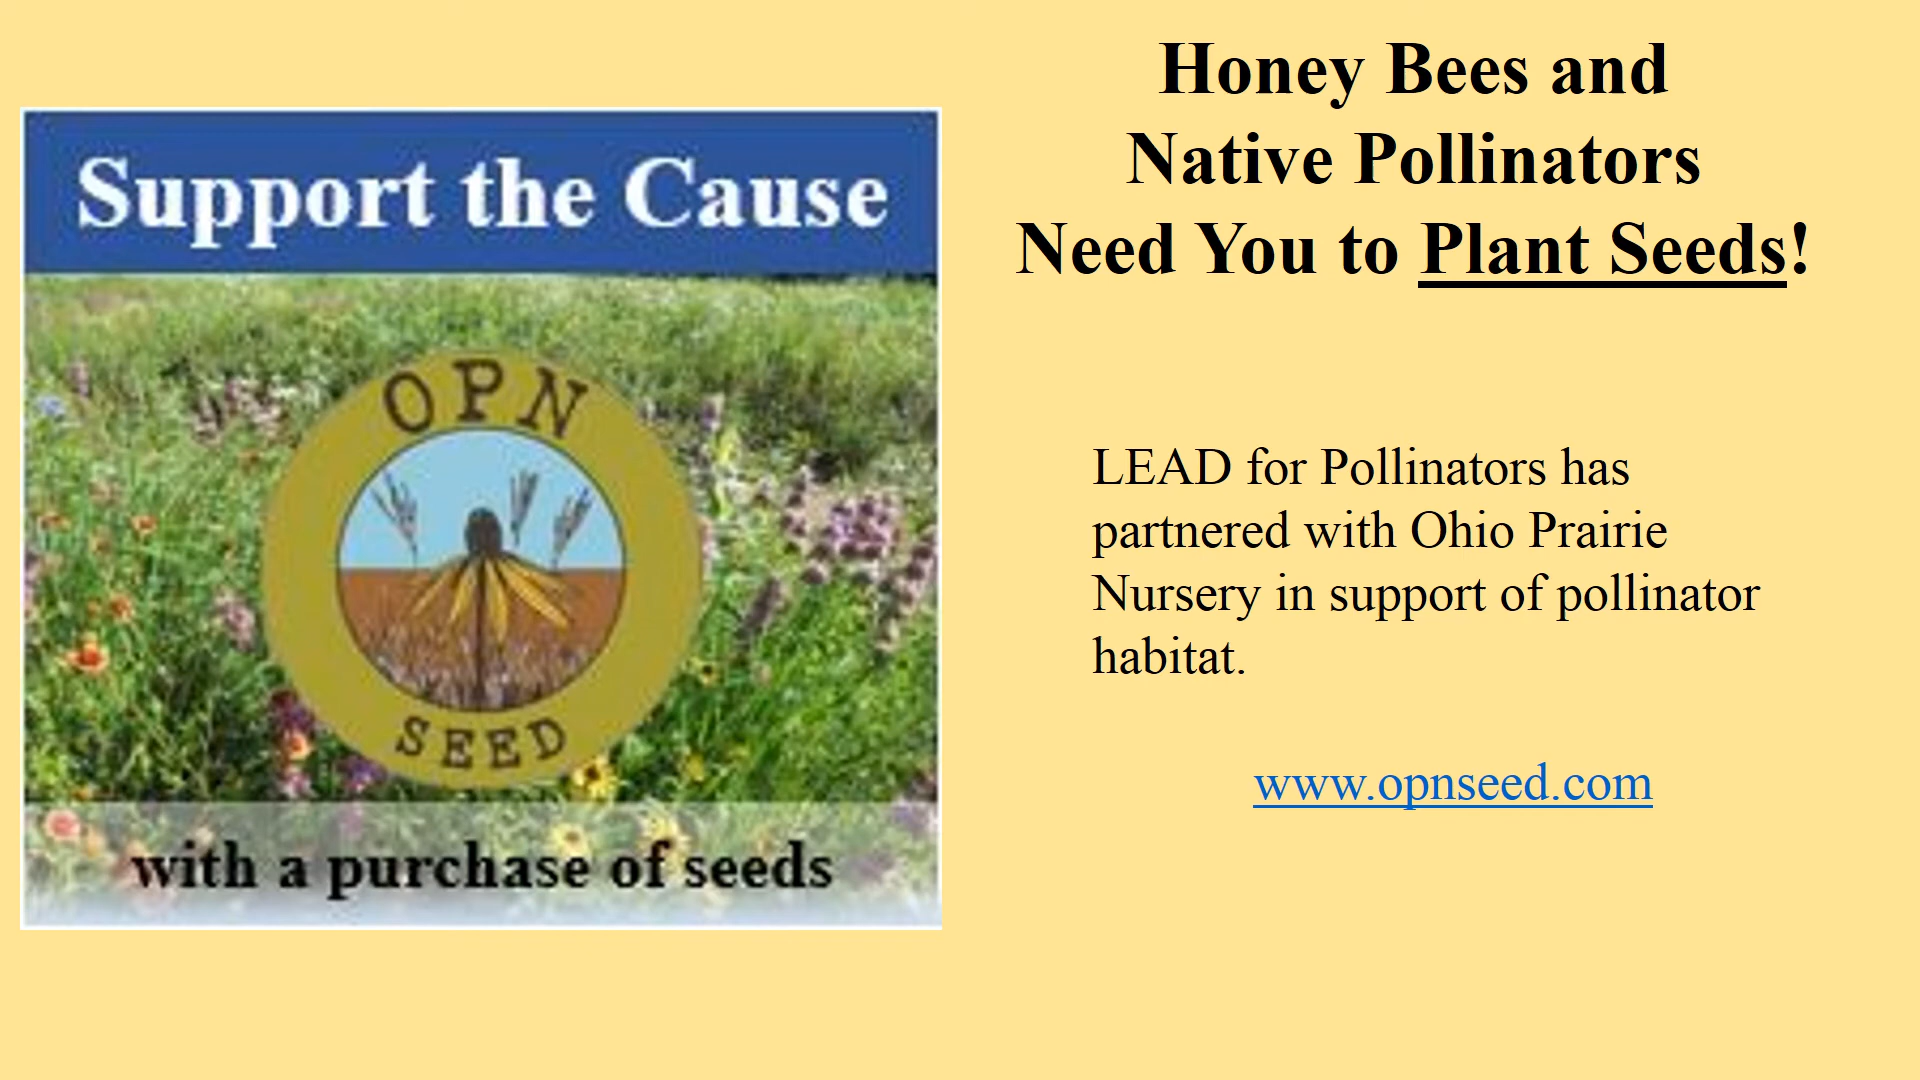 Honey Bees and
Native Pollinators
Need You to Plant Seeds!
Support the Cause
OPN
SEED
with a purchase of seeds
LEAD for Pollinators has
partnered with Ohio Prairie
Nursery in support of pollinator
habitat.
www.opnseed.com